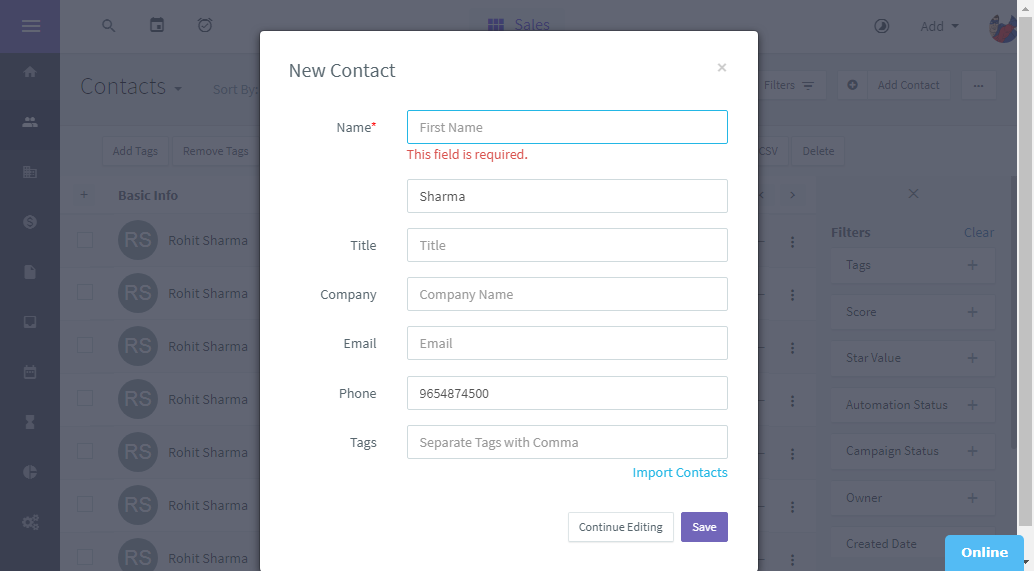 Sales
Add
Contacts
Sort By:
Filters
Add Contact
...
Add Tags
Remove Tags
CSV
Delete
+ Basic Info
RS Rohit Sharma
RS Rohit Sharma
RS Rohit Sharma
RS Rohit Sharma
RS Rohit Sharma
RS Rohit Sharma
RS Rohit Sharma
New Contact ×
Name* First Name
This field is required.
Sharma
Title Title
Company Company Name
Email Email
Phone 9654874500
Tags Separate Tags with Comma
Import Contacts
Continue Editing Save
Filters Clear
Tags +
Score +
Star Value +
Automation Status +
Campaign Status +
Owner +
Created Date
Online